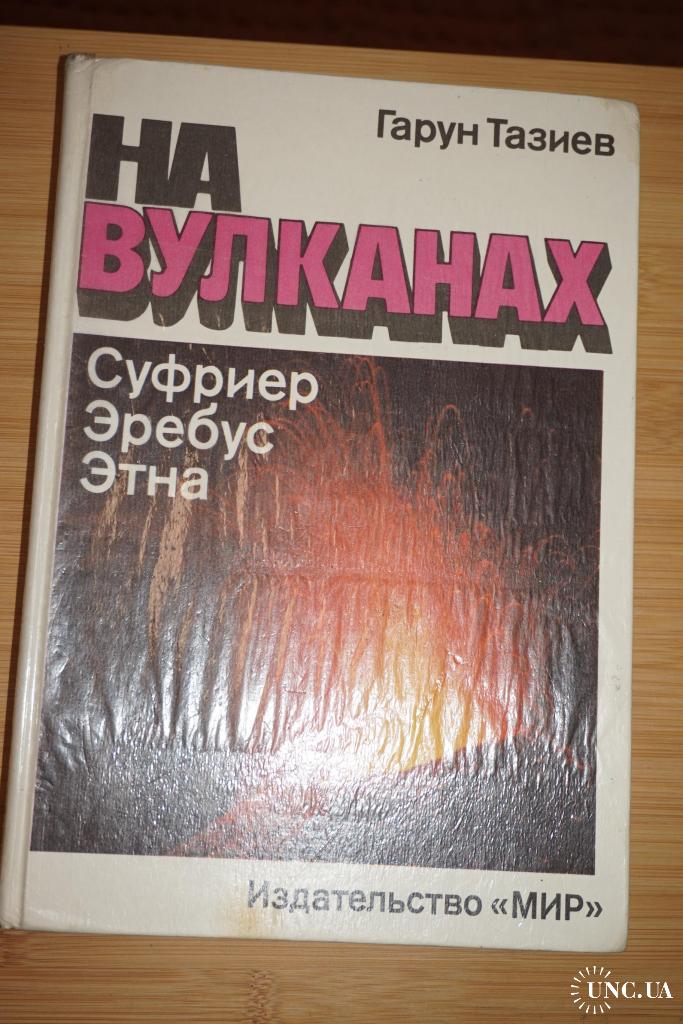 Гарун Тазиев
НА
ВУЛКАНАХ
Суфриер
Эребус
Этна
Издательство «МИР»
UNC.UA